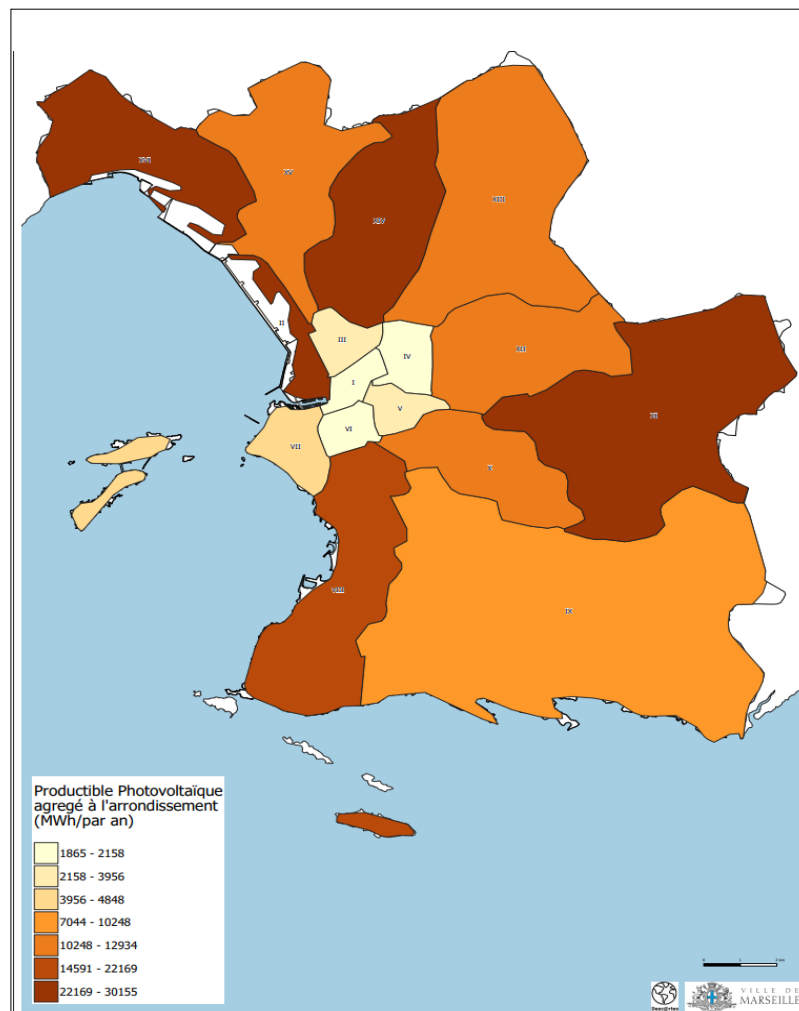 XVI
XV
XIV
XIII
II
III
IV
XII
I
V
XI
VI
VII
X
VIII
IX
Productible Photovoltaïque
agregé à l'arrondissement
(MWh/par an)
1865 - 2158
2158 - 3956
3956 - 4848
7044 - 10248
10248 - 12934
14591 - 22169
22169 - 30155
VILLE DE
MARSEILLE